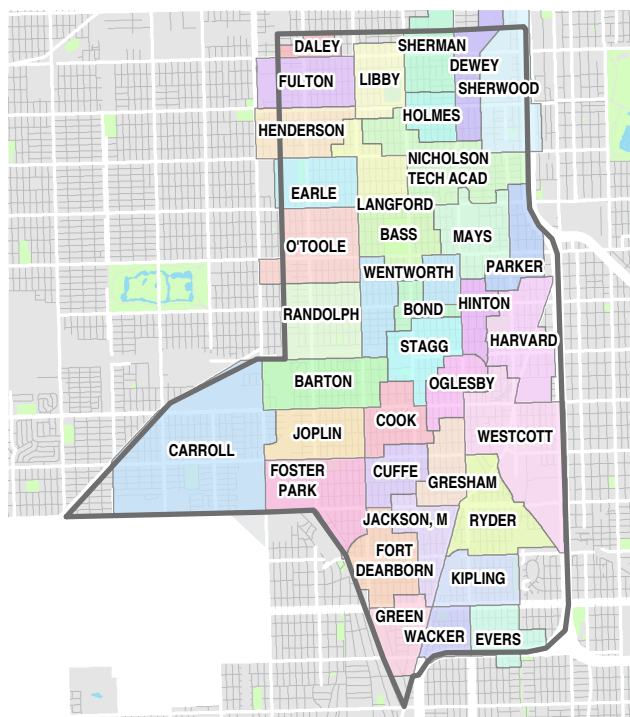 DALEY
SHERMAN
DEWEY
FULTON
LIBBY
SHERWOOD
HOLMES
HENDERSON
NICHOLSON
TECH ACAD
EARLE
LANGFORD
BASS
MAYS
O'TOOLE
WENTWORTH
PARKER
RANDOLPH
BOND
HINTON
STAGG
HARVARD
BARTON
OGLESBY
COOK
JOPLIN
WESTCOTT
CARROLL
FOSTER
PARK
CUFFE
GRESHAM
JACKSON, M
RYDER
FORT
DEARBORN
KIPLING
GREEN
WACKER
EVERS